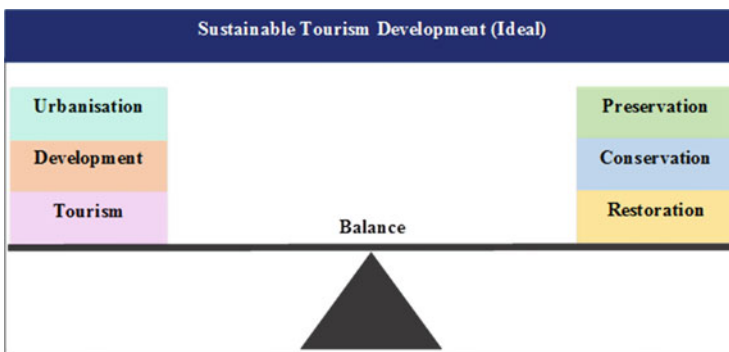 Sustainable Tourism Development (Ideal)
Urbanisation
Development
Tourism
Balance
Preservation
Conservation
Restoration